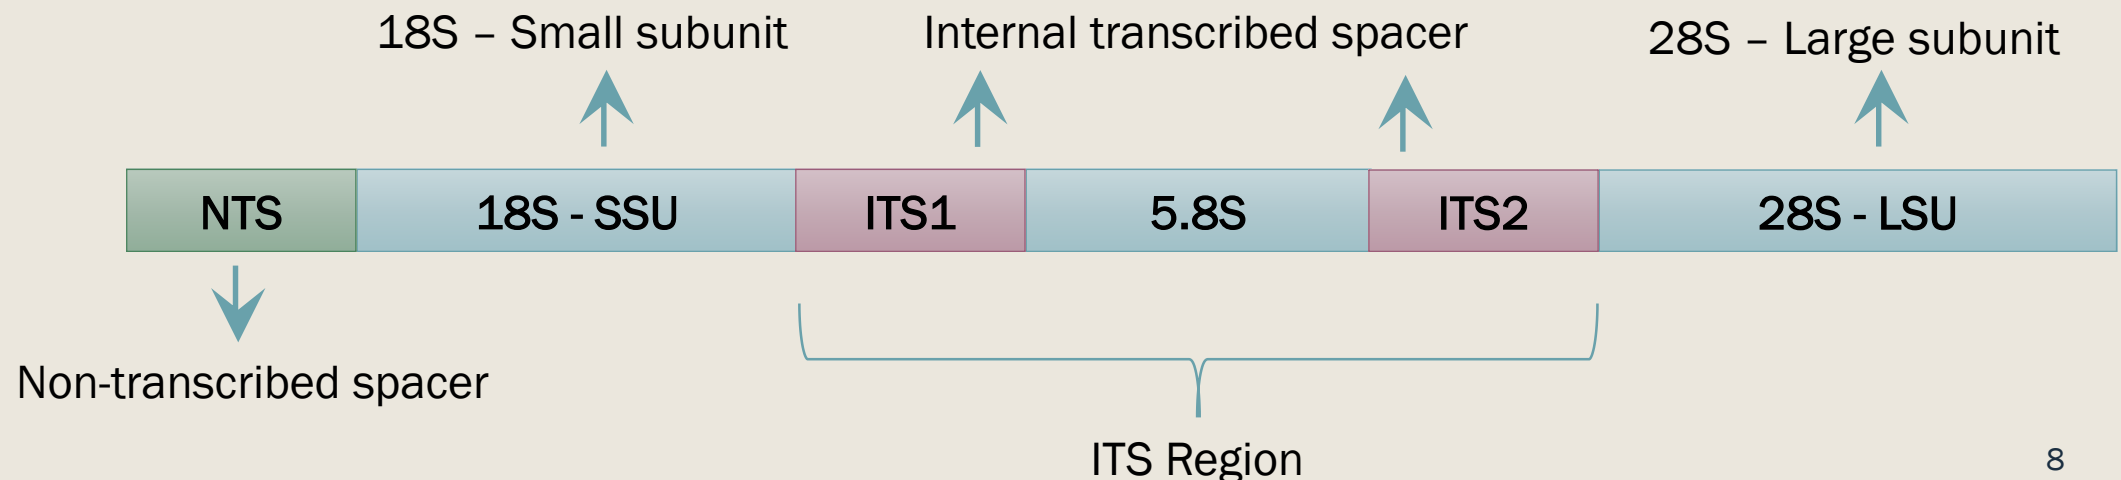 18S – Small subunit
Internal transcribed spacer
28S – Large subunit
NTS
18S - SSU
ITS1
5.8S
ITS2
28S - LSU
Non-transcribed spacer
ITS Region
8